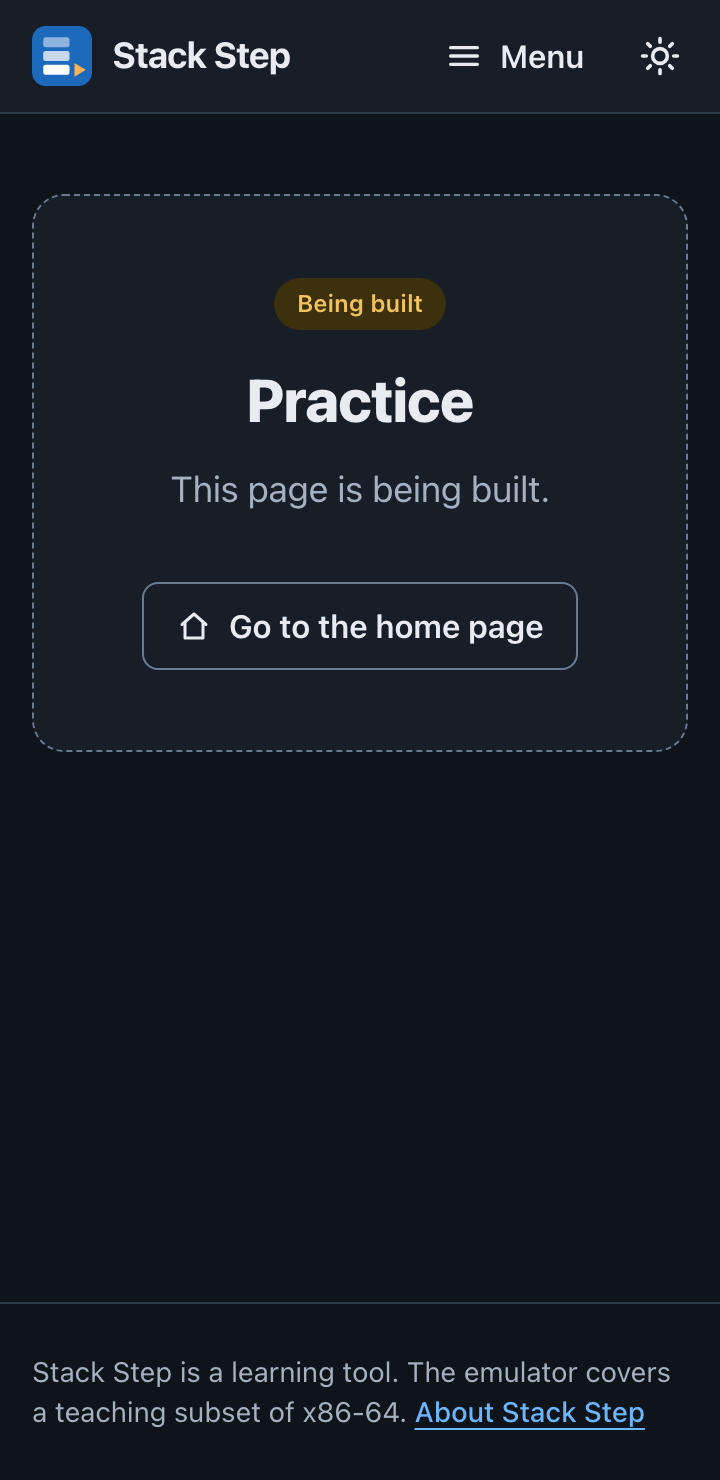 Stack Step
Menu
Being built
Practice
This page is being built.
Go to the home page
Stack Step is a learning tool. The emulator covers
a teaching subset of x86-64. About Stack Step